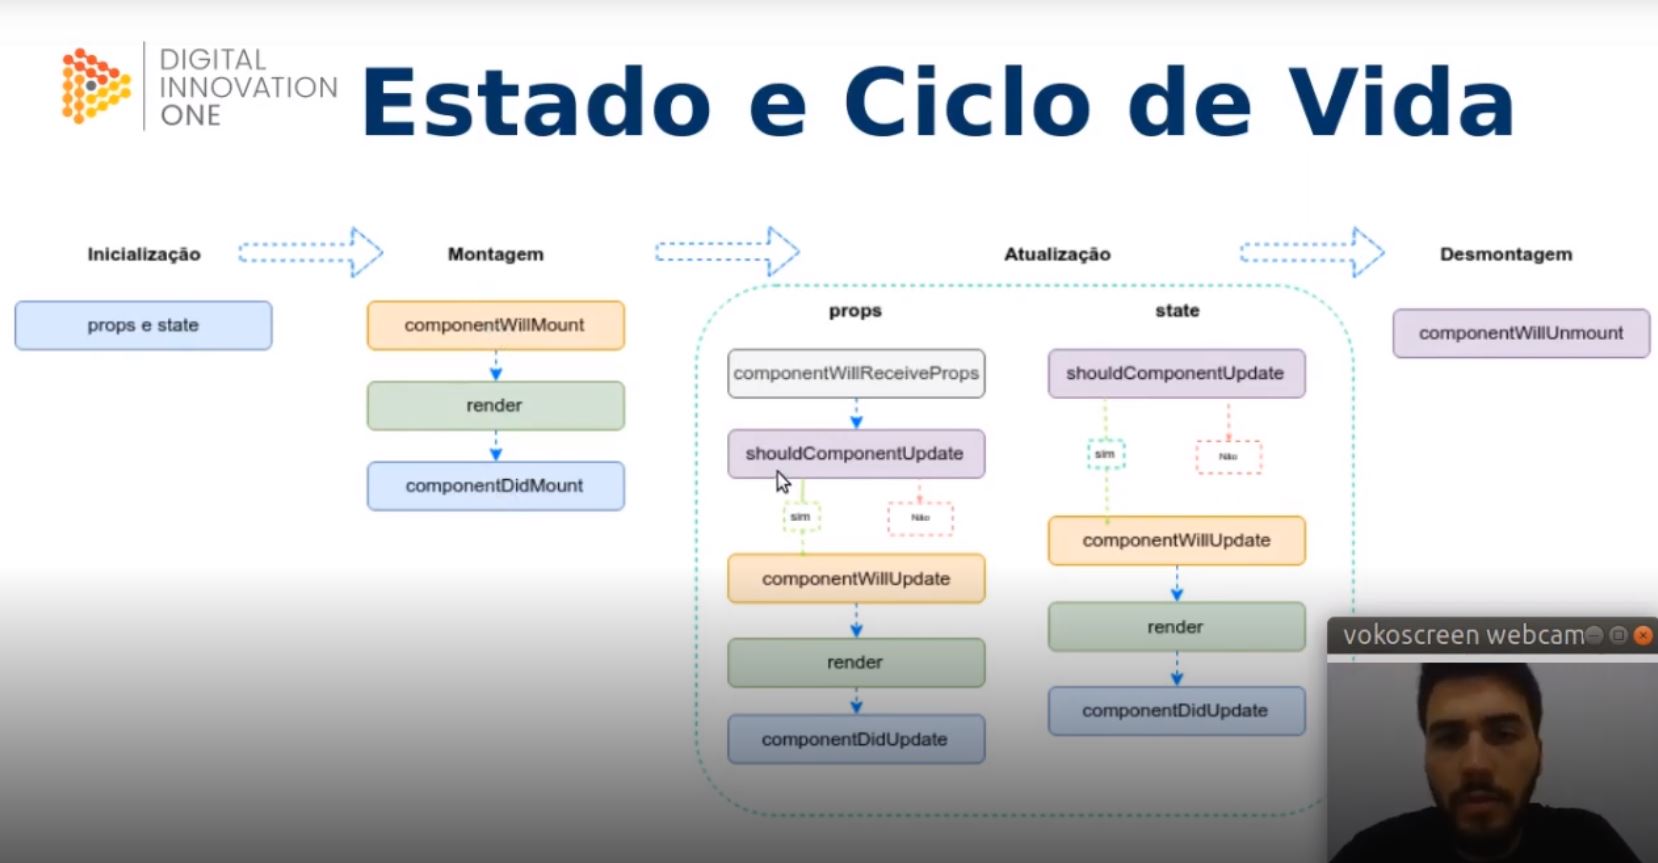 DIGITAL
INNOVATION
ONE
Estado e Ciclo de Vida
Inicialização
props e state
Montagem
componentWillMount
render
componentDidMount
Atualização
props
componentWillReceiveProps
shouldComponentUpdate
sim
Não
componentWillUpdate
render
componentDidUpdate
state
shouldComponentUpdate
sim
Não
componentWillUpdate
render
componentDidUpdate
Desmontagem
componentWillUnmount
vokoscreen webcam